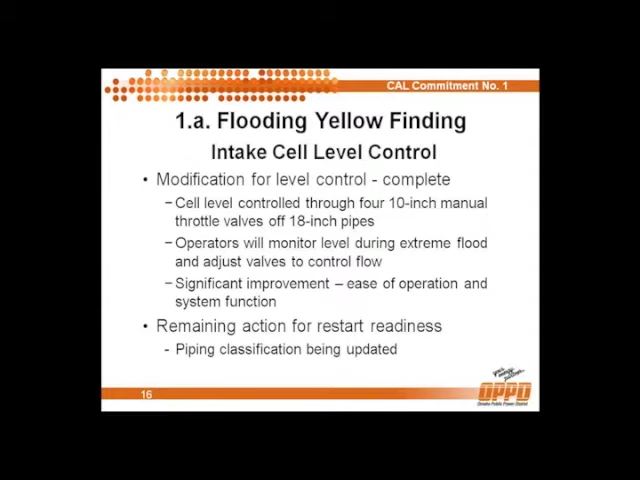 CAL Commitment No. 1
1.a. Flooding Yellow Finding
Intake Cell Level Control
• Modification for level control - complete
– Cell level controlled through four 10-inch manual
throttle valves off 18-inch pipes
– Operators will monitor level during extreme flood
and adjust valves to control flow
– Significant improvement – ease of operation and
system function
• Remaining action for restart readiness
- Piping classification being updated
16
OPPD
Omaha Public Power District